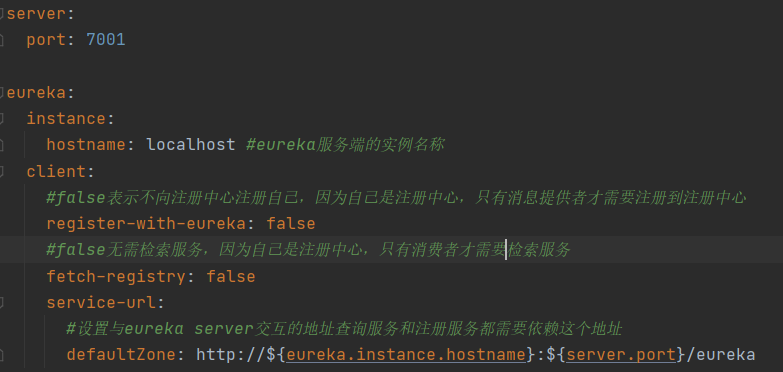 server:
port: 7001
eureka:
instance:
hostname: localhost #eureka服务端的实例名称
client:
#false表示不向注册中心注册自己，因为自己是注册中心，只有消息提供者才需要注册到注册中心
register-with-eureka: false
#false无需检索服务，因为自己是注册中心，只有消费者才需要检索服务
fetch-registry: false
service-url:
#设置与eureka server交互的地址查询服务和注册服务都需要依赖这个地址
defaultZone: http://${eureka.instance.hostname}:${server.port}/eureka